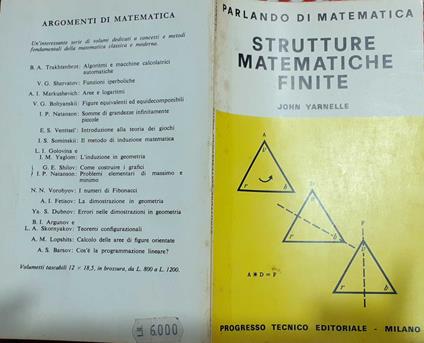 ARGOMENTI DI MATEMATICA
Un'interessante serie di volumi dedicati a concetti e metodi
fondamentali della matematica classica e moderna.
B. A. Trakhtenbrot: Algoritmi e macchine calcolatrici
automatiche
V. G. Shervatov: Funzioni iperboliche
A. I. Markushevich: Aree e logaritmi
V. G. Boltyanskii: Figure equivalenti ed equidecomponibili
I. P. Natanson: Somme di grandezze infinitamente
piccole
E. S. Venttsel': Introduzione alla teoria dei giochi
I. S. Sominskii: Il metodo di induzione matematica
L. I. Golovina e
I. M. Yaglom: L'induzione in geometria
G. E. Shilov: Come costruire i grafici
I. P. Natanson: Problemi elementari di massimo e
minimo
N. N. Vorobyov: I numeri di Fibonacci
A. I. Fetisov: La dimostrazione in geometria
Ya. S. Dubnov: Errori nelle dimostrazioni in geometria
B. I. Argunov e
L. A. Skornyakov: Teoremi configurazionali
A. M. Lopshits: Calcolo delle aree di figure orientate
A. S. Barsov: Cos'è la programmazione lineare?
Volumetti tascabili 12 × 18,5, in brossura, da L. 800 a L. 1200.
6.000
PARLANDO DI MATEMATICA
STRUTTURE
MATEMATICHE
FINITE
JOHN YARNELLE
A
r
b
r
b
P
r
b
A ✱ D = F
PROGRESSO TECNICO EDITORIALE - MILANO